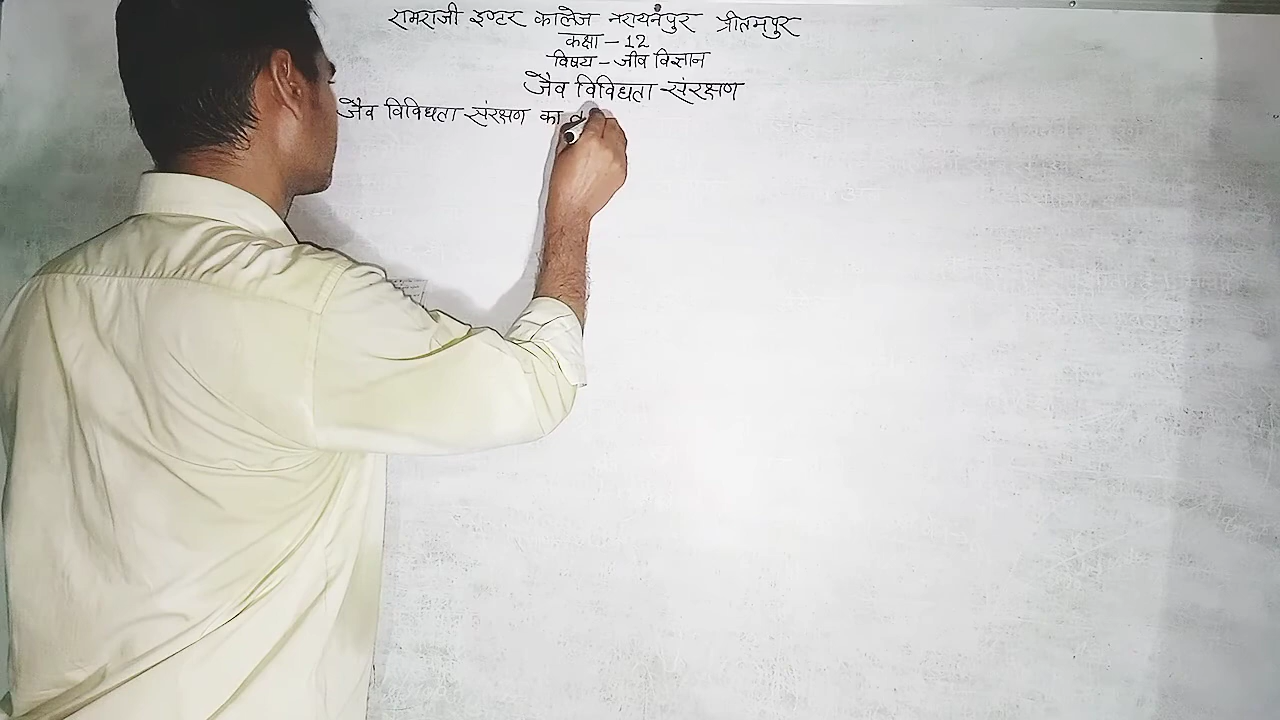 रामराजी इण्टर कालेज नरायनपुर प्रीतमपुर
कक्षा - 12
विषय - जीव विज्ञान
जैव विविधता संरक्षण
जैव विविधता संरक्षण का